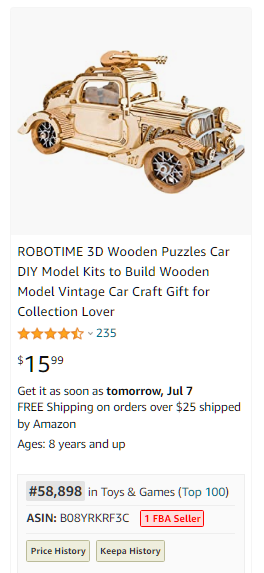 ROBOTIME 3D Wooden Puzzles Car
DIY Model Kits to Build Wooden
Model Vintage Car Craft Gift for
Collection Lover
235
$15.99
Get it as soon as tomorrow, Jul 7
FREE Shipping on orders over $25 shipped
by Amazon
Ages: 8 years and up
#58,898 in Toys & Games (Top 100)
ASIN: B08YRKRF3C 1 FBA Seller
Price History Keepa History